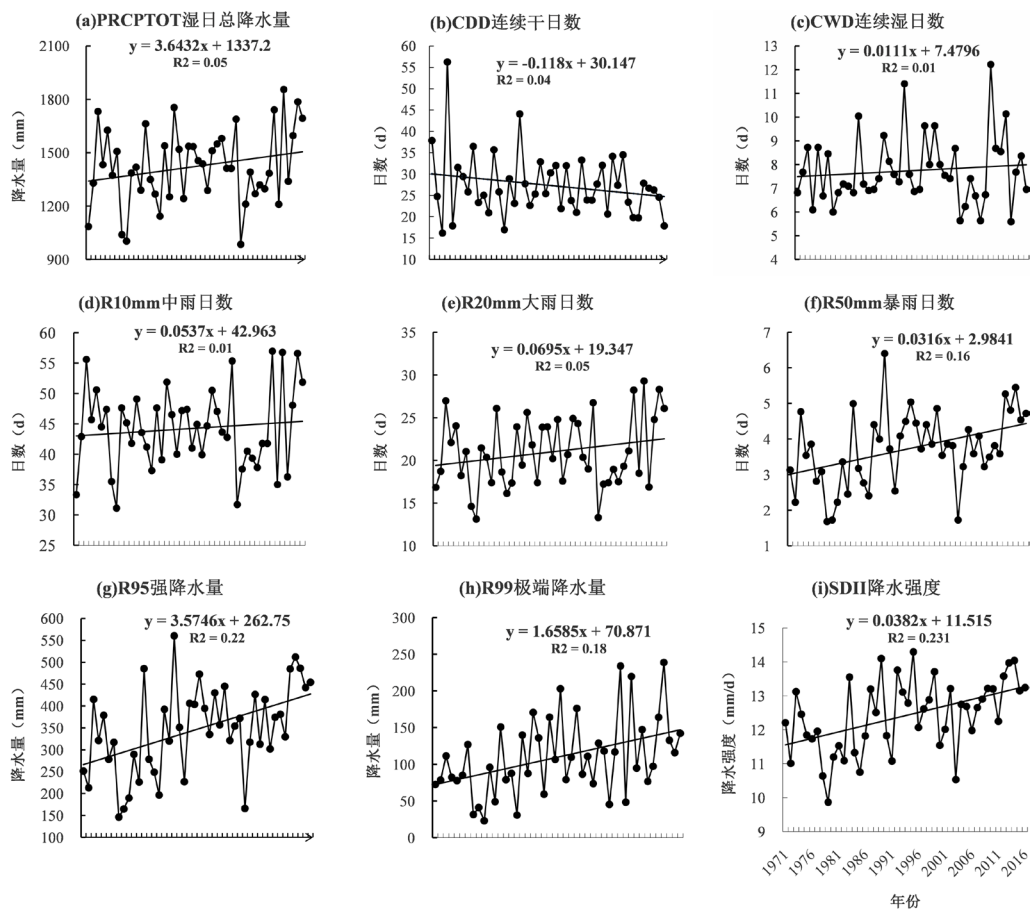 (a)PRCPTOT湿日总降水量
y = 3.6432x + 1337.2
R2 = 0.05
降水量（mm）
2100
1800
1500
1200
900
(b)CDD连续干日数
y = -0.118x + 30.147
R2 = 0.04
日数（d）
60
55
50
45
40
35
30
25
20
15
10
(c)CWD连续湿日数
y = 0.0111x + 7.4796
R2 = 0.01
日数（d）
13
12
11
10
9
8
7
6
5
4
(d)R10mm中雨日数
y = 0.0537x + 42.963
R2 = 0.01
日数（d）
60
55
50
45
40
35
30
25
(e)R20mm大雨日数
y = 0.0695x + 19.347
R2 = 0.05
日数（d）
35
30
25
20
15
10
(f)R50mm暴雨日数
y = 0.0316x + 2.9841
R2 = 0.16
日数（d）
7
6
5
4
3
2
1
(g)R95强降水量
y = 3.5746x + 262.75
R2 = 0.22
降水量（mm）
600
550
500
450
400
350
300
250
200
150
100
(h)R99极端降水量
y = 1.6585x + 70.871
R2 = 0.18
降水量（mm）
300
250
200
150
100
50
0
(i)SDII降水强度
y = 0.0382x + 11.515
R2 = 0.231
降水强度（mm/d）
15
14
13
12
11
10
9
1971
1976
1981
1986
1991
1996
2001
2006
2011
2016
年份